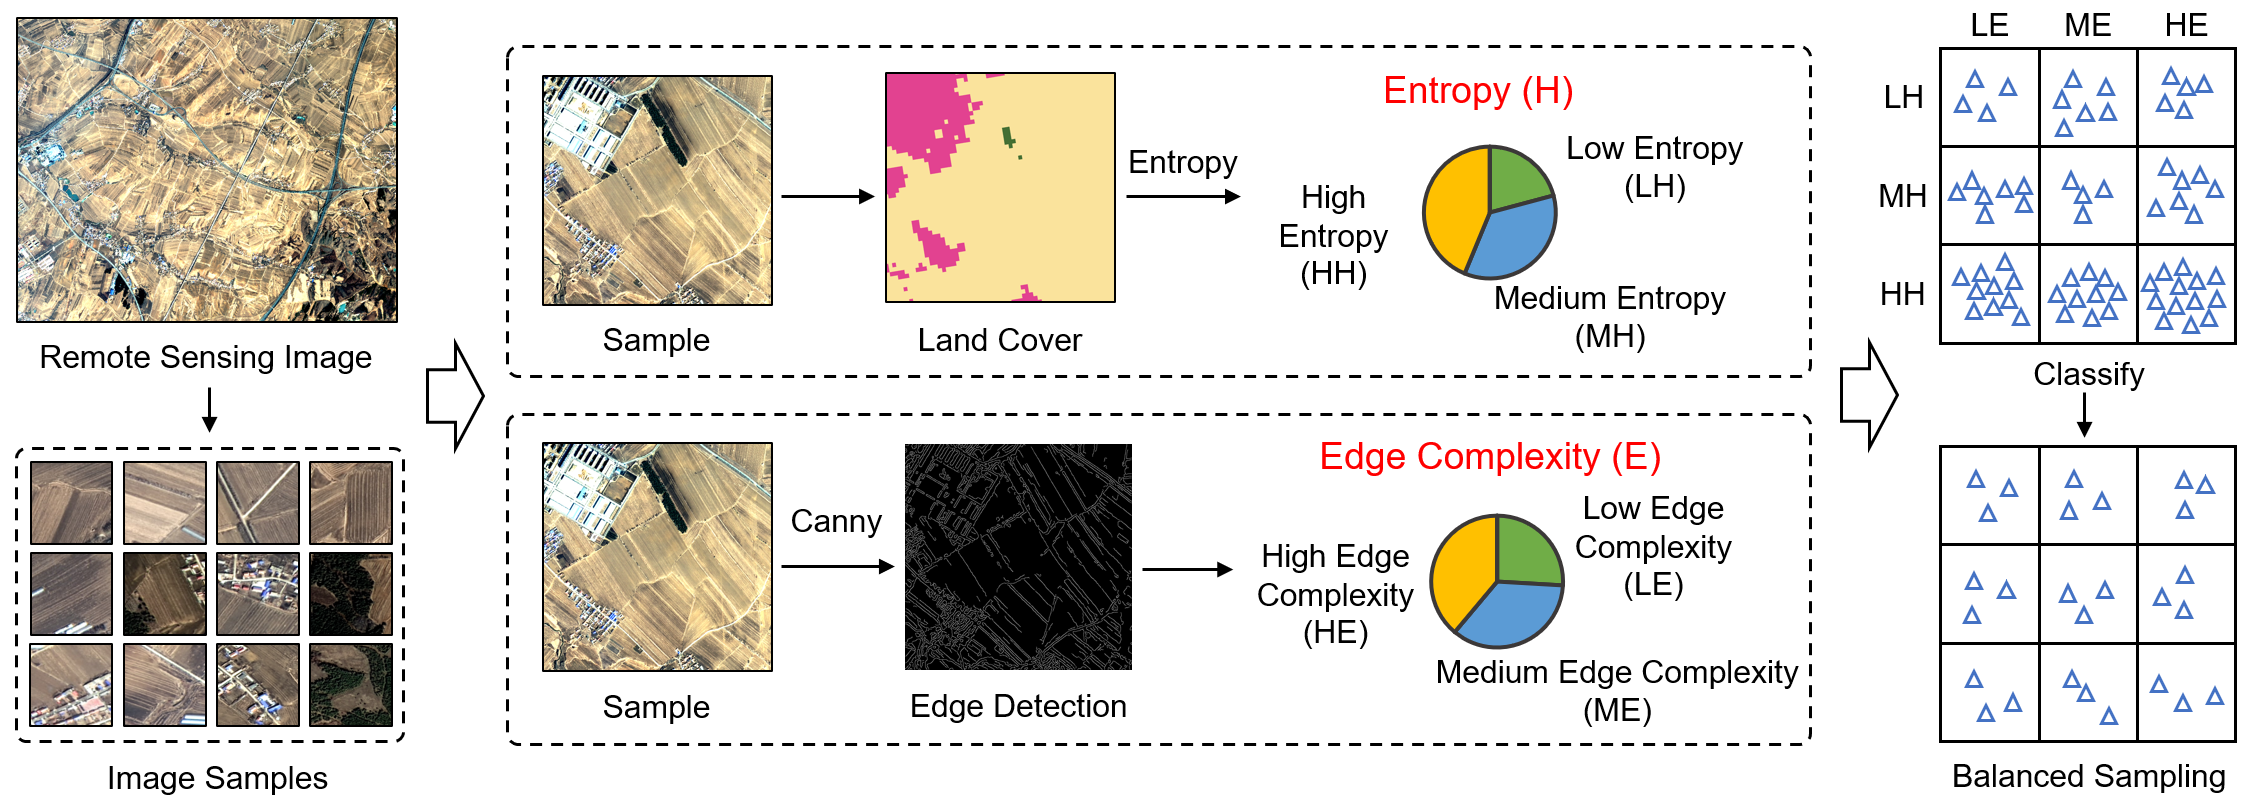 Remote Sensing Image
Image Samples
Sample
Land Cover
Entropy
Entropy (H)
Low Entropy
(LH)
High
Entropy
(HH)
Medium Entropy
(MH)
Sample
Canny
Edge Detection
Edge Complexity (E)
Low Edge
Complexity
(LE)
High Edge
Complexity
(HE)
Medium Edge Complexity
(ME)
LE ME HE
LH
MH
HH
Classify
Balanced Sampling